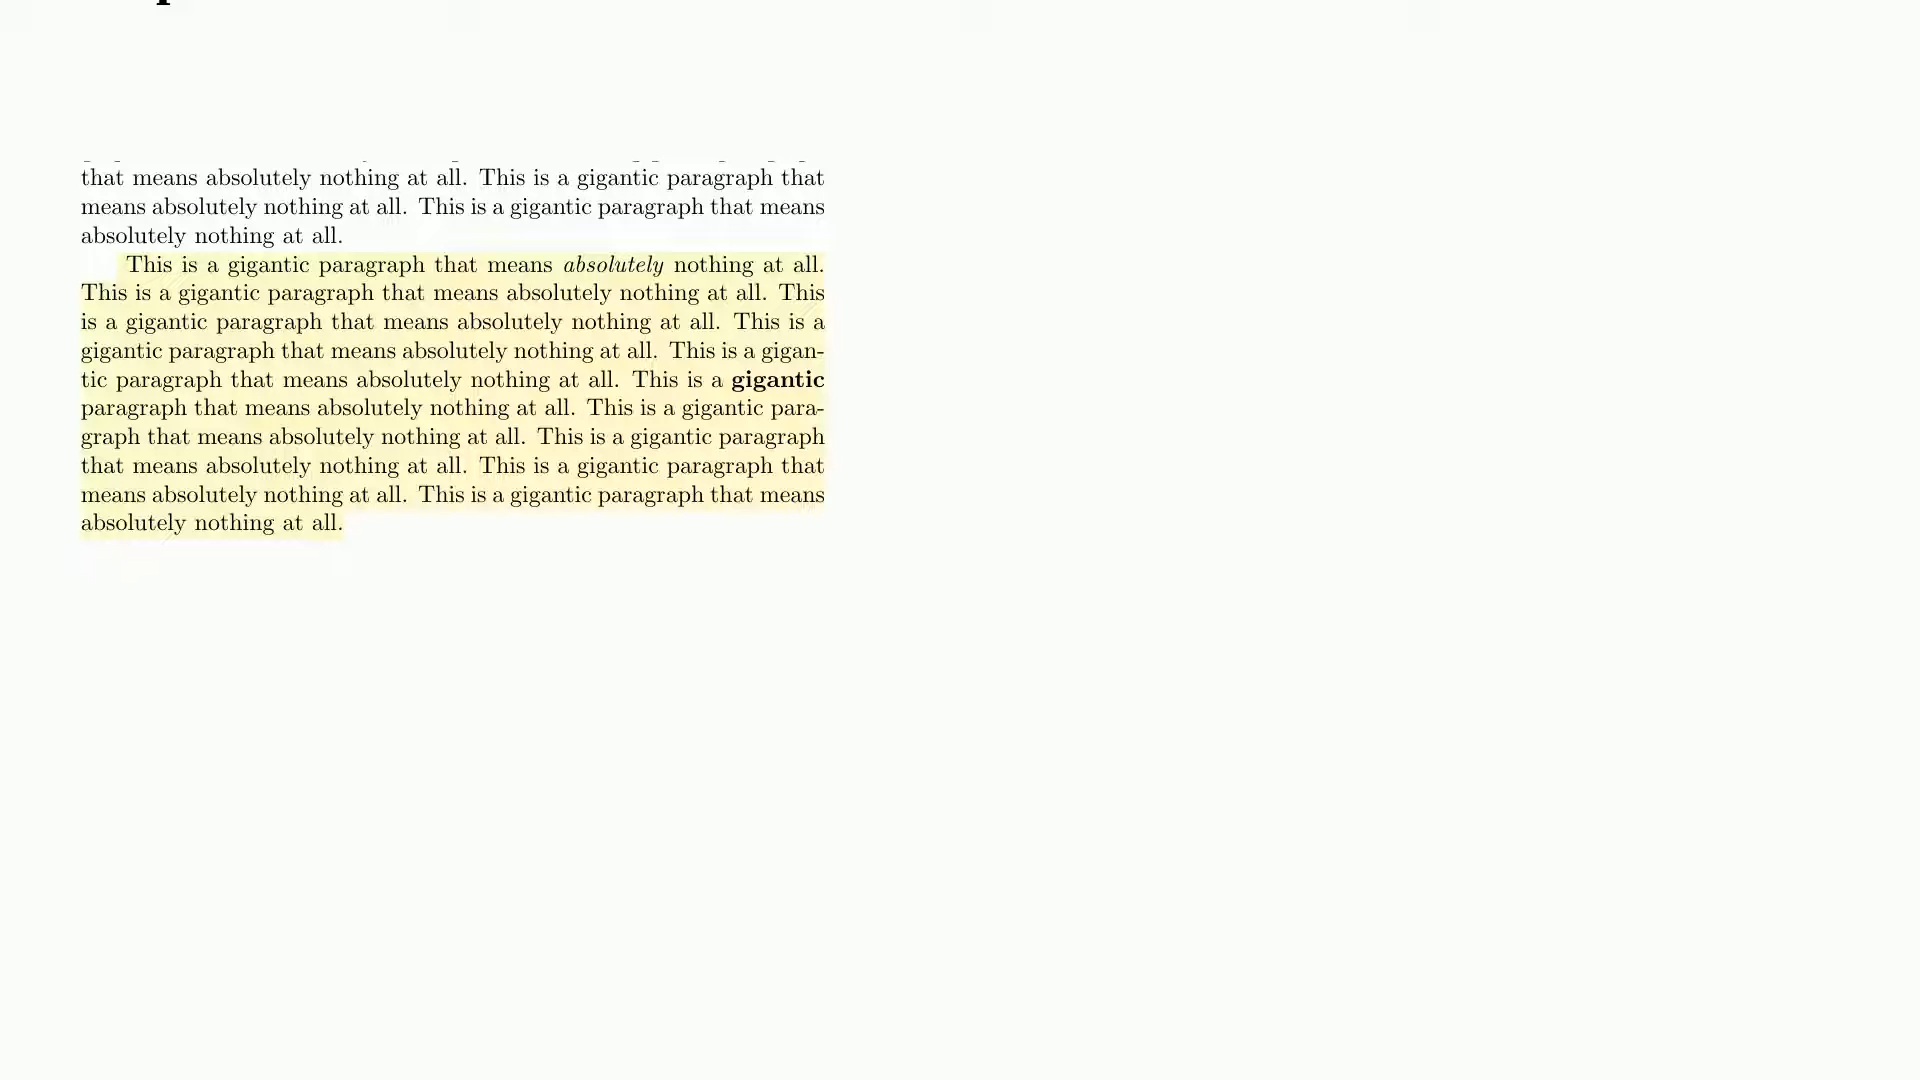 that means absolutely nothing at all. This is a gigantic paragraph that
means absolutely nothing at all. This is a gigantic paragraph that means
absolutely nothing at all.
This is a gigantic paragraph that means absolutely nothing at all.
This is a gigantic paragraph that means absolutely nothing at all. This
is a gigantic paragraph that means absolutely nothing at all. This is a
gigantic paragraph that means absolutely nothing at all. This is a gigan-
tic paragraph that means absolutely nothing at all. This is a gigantic
paragraph that means absolutely nothing at all. This is a gigantic para-
graph that means absolutely nothing at all. This is a gigantic paragraph
that means absolutely nothing at all. This is a gigantic paragraph that
means absolutely nothing at all. This is a gigantic paragraph that means
absolutely nothing at all.